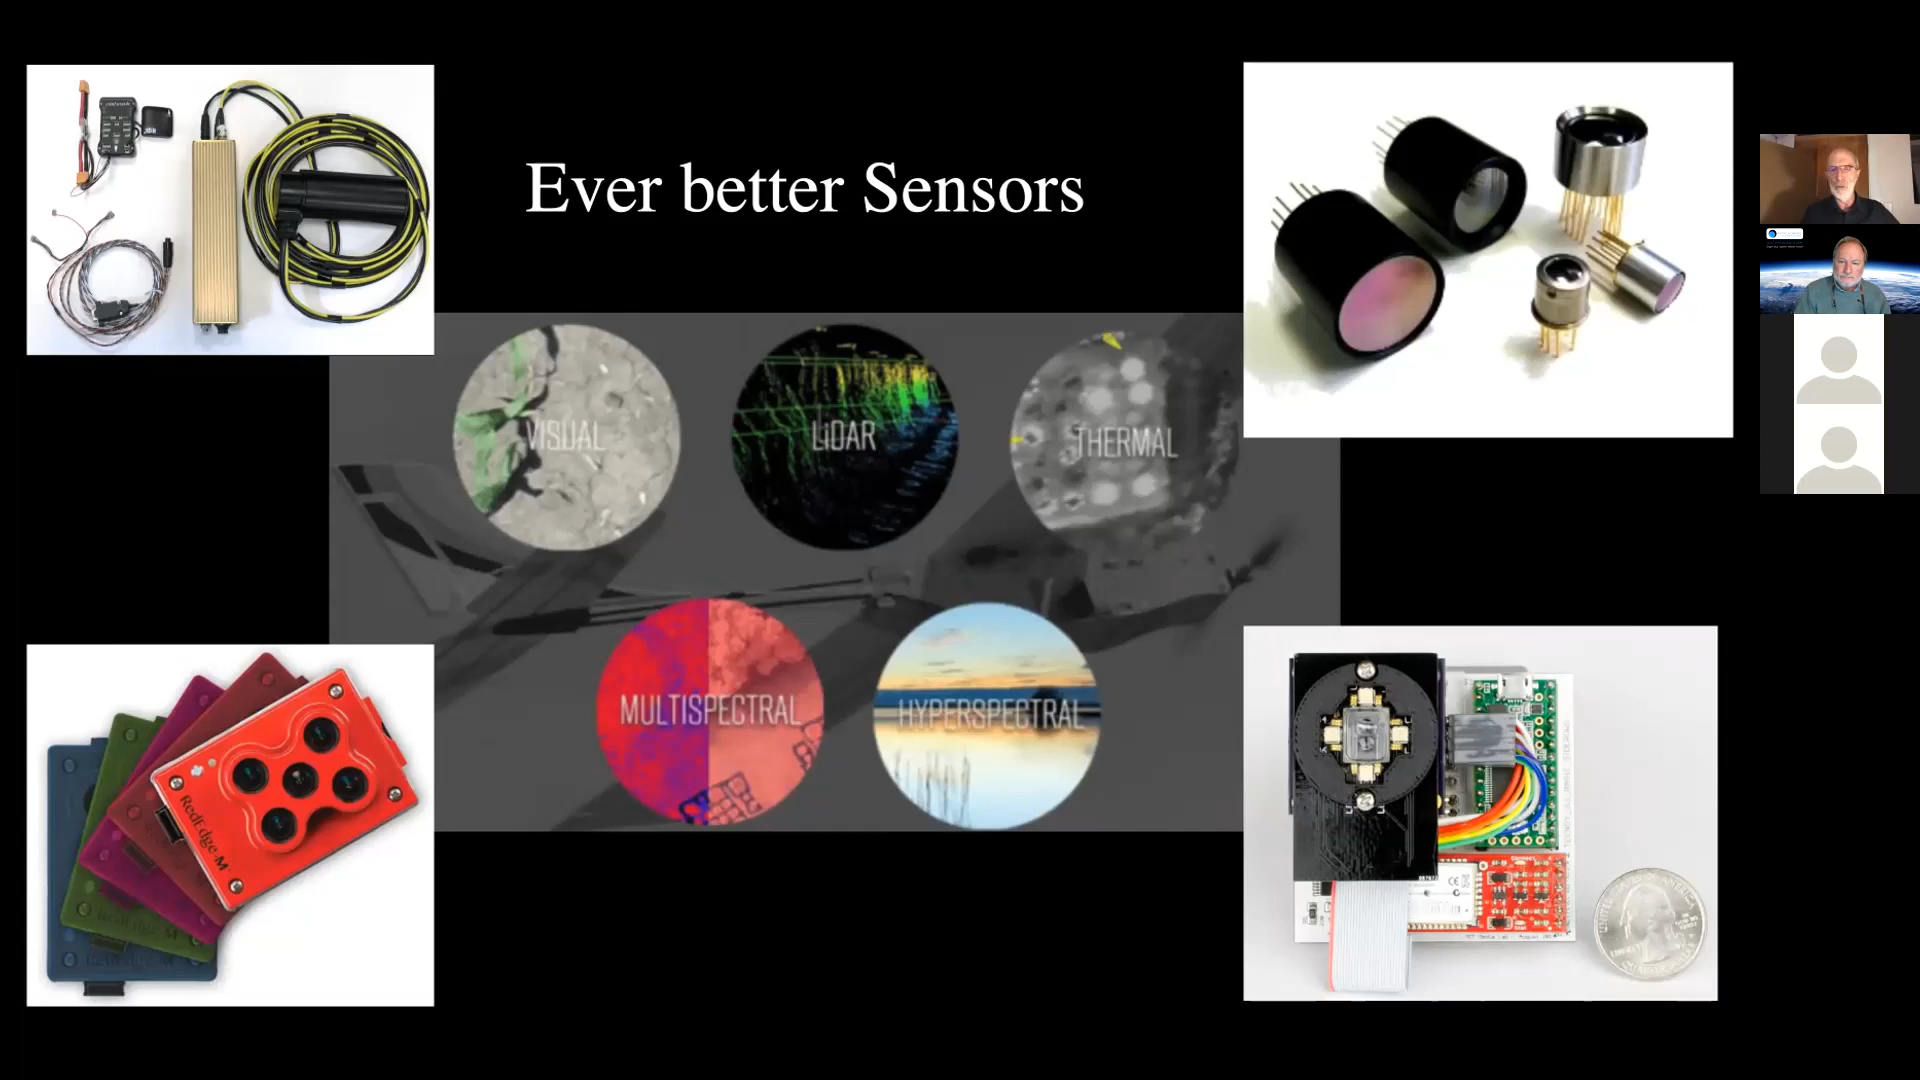 Ever better Sensors
VISUAL
LiDAR
THERMAL
MULTISPECTRAL
HYPERSPECTRAL
RedEdge-M